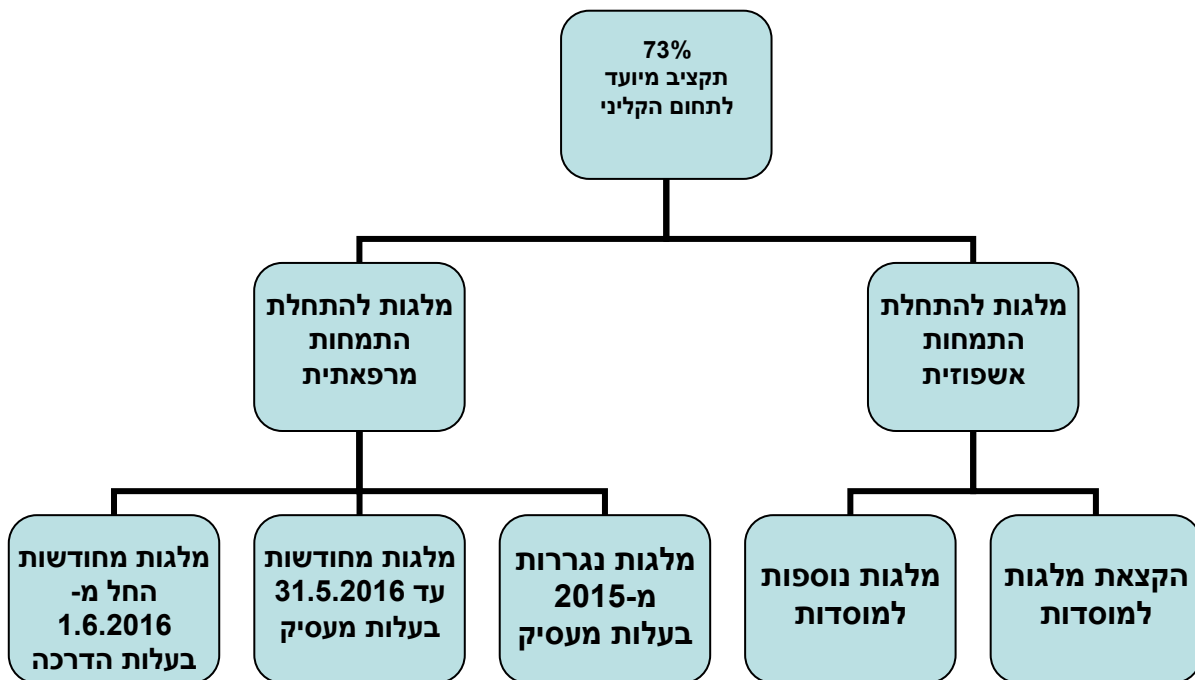 73%
תקציב מיועד
לתחום הקליני
מלגות להתחלת
התמחות
אשפוזית
מלגות להתחלת
התמחות
מרפאתית
הקצאת מלגות
למוסדות
מלגות נוספות
למוסדות
מלגות נגררות
מ-2015
בעלות מעסיק
מלגות מחודשות
עד 31.5.2016
בעלות מעסיק
מלגות מחודשות
החל מ-
1.6.2016
בעלות הדרכה